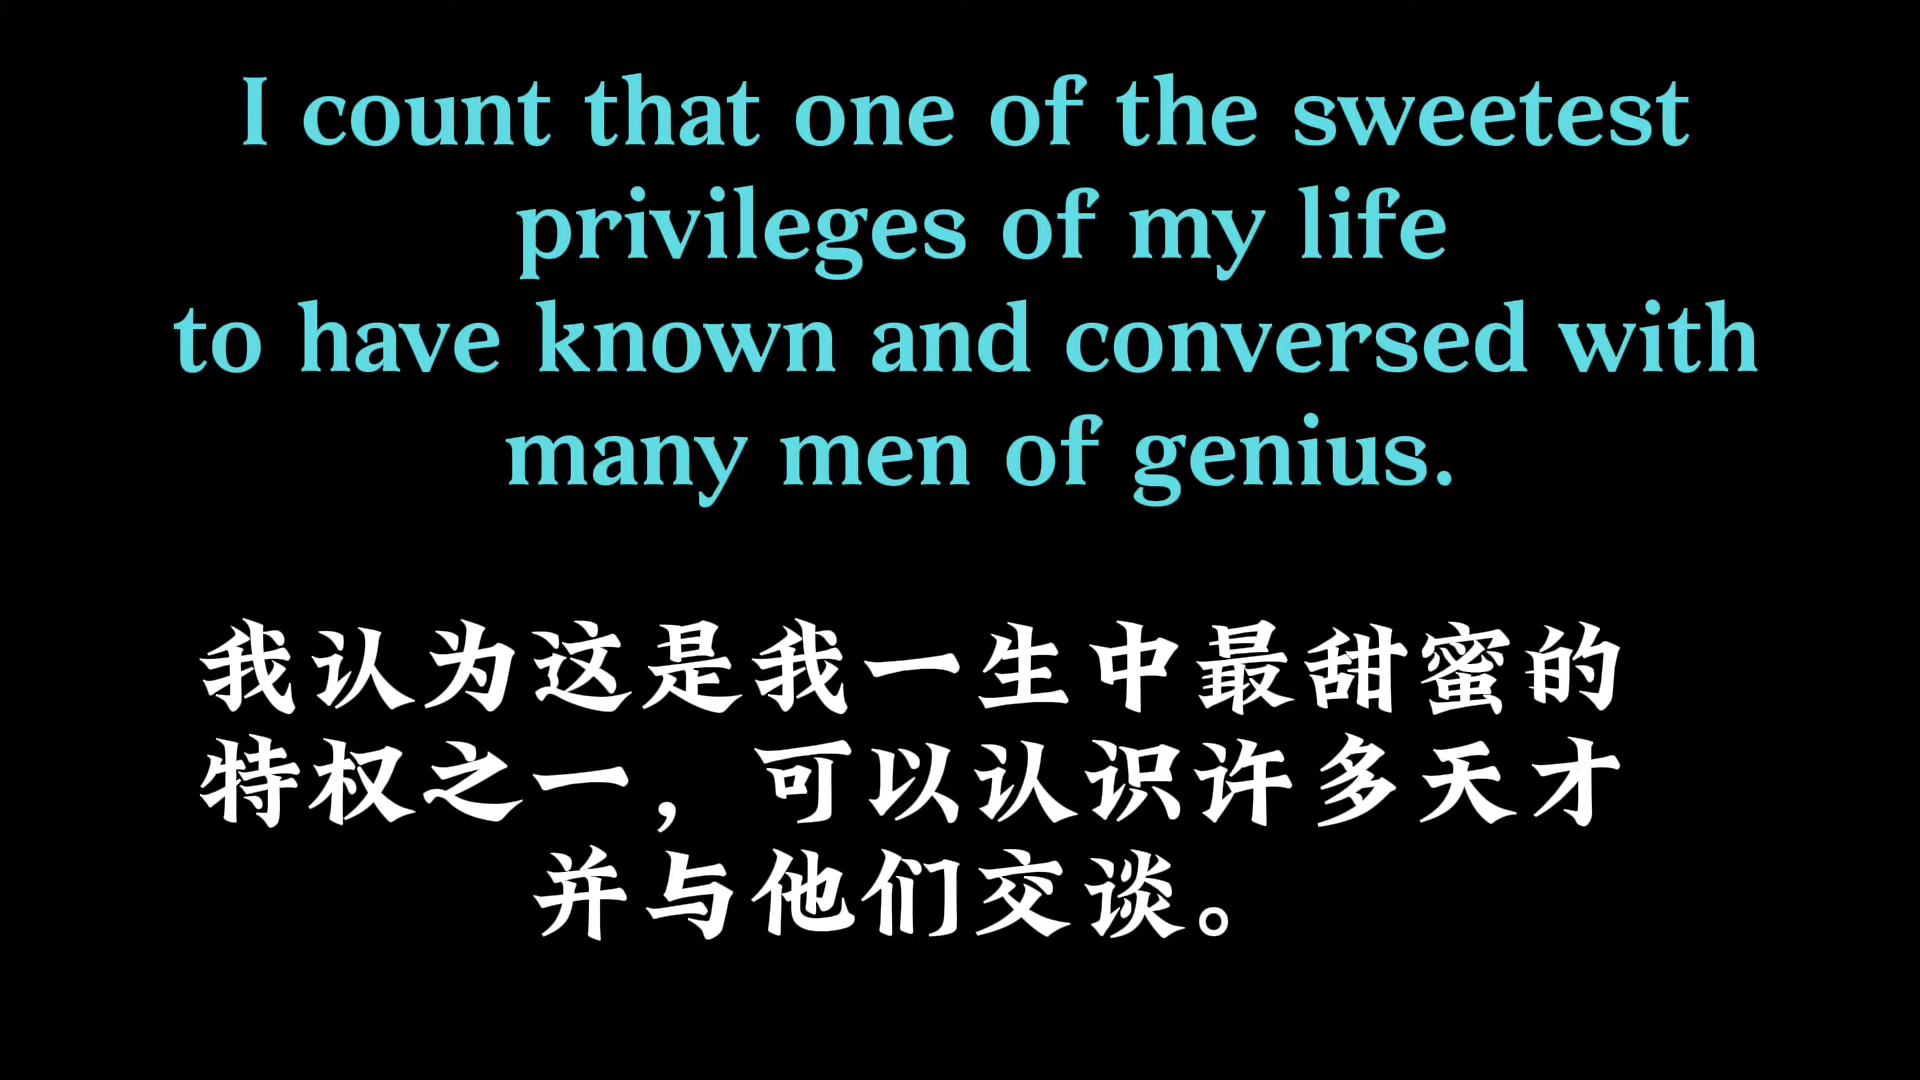 I count that one of the sweetest
privileges of my life
to have known and conversed with
many men of genius.
我认为这是我一生中最甜蜜的
特权之一，可以认识许多天才
并与他们交谈。